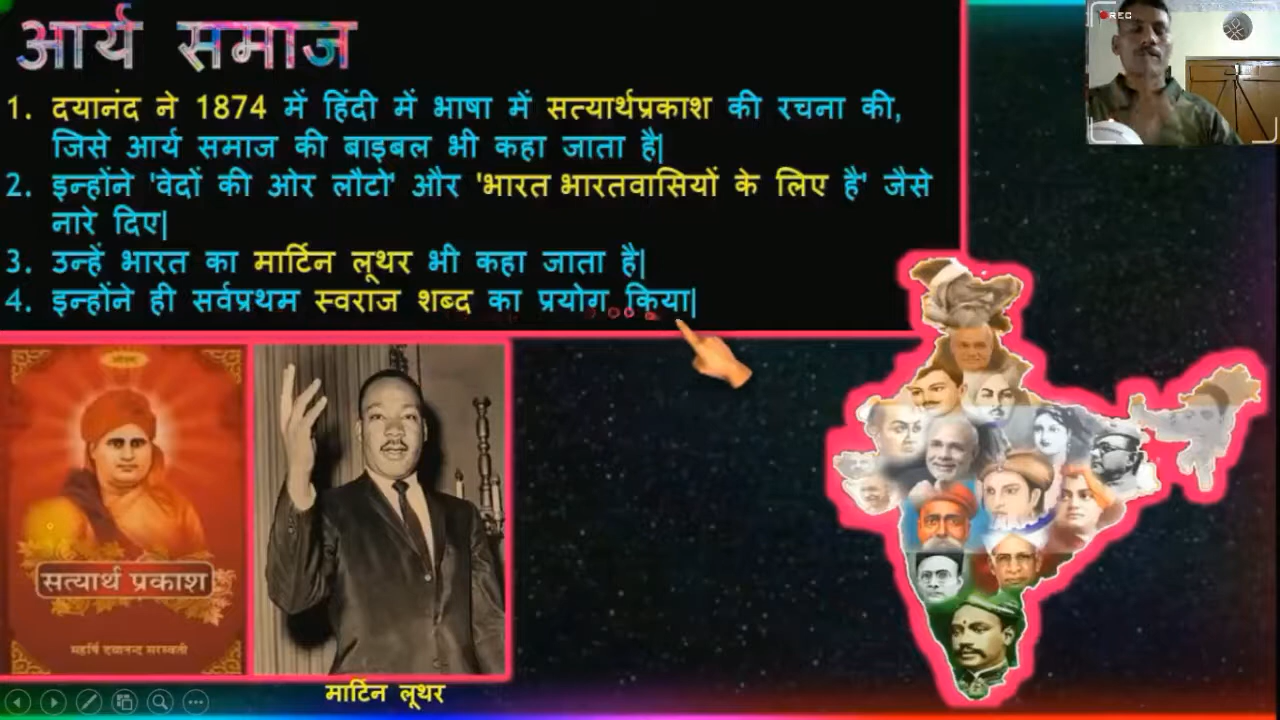 आर्य समाज
REC
1. दयानंद ने 1874 में हिंदी में भाषा में सत्यार्थप्रकाश की रचना की,
जिसे आर्य समाज की बाइबल भी कहा जाता है|
2. इन्होंने 'वेदों की ओर लौटो' और 'भारत भारतवासियों के लिए है' जैसे
नारे दिए|
3. उन्हें भारत का मार्टिन लूथर भी कहा जाता है|
4. इन्होंने ही सर्वप्रथम स्वराज शब्द का प्रयोग किया|
सत्यार्थ प्रकाश
महर्षि दयानन्द सरस्वती
मार्टिन लूथर